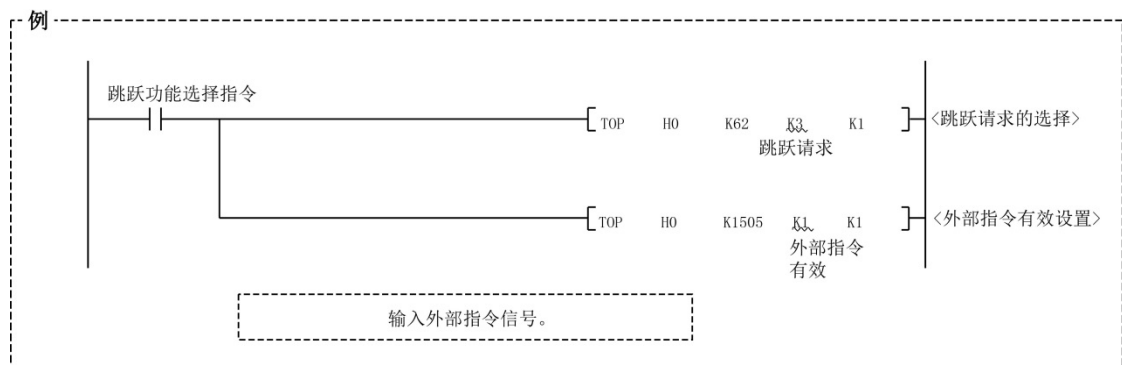 例
跳跃功能选择指令
TOP H0 K62 K3 K1 <跳跃请求的选择>
跳跃请求
TOP H0 K1505 K1 K1 <外部指令有效设置>
外部指令
有效
输入外部指令信号。